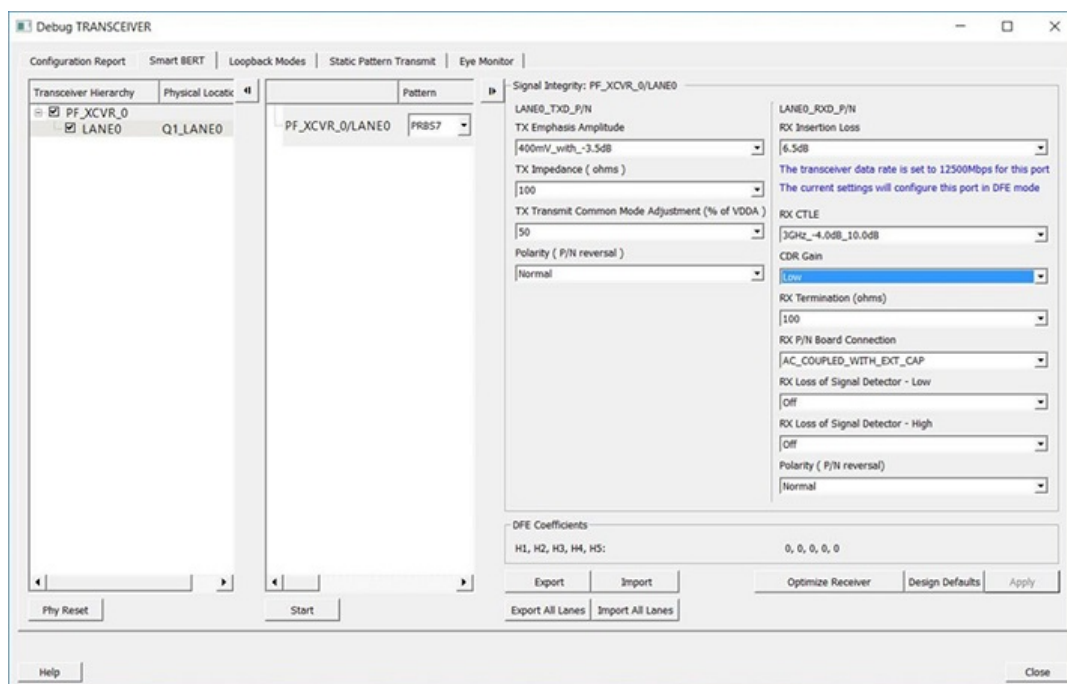 Debug TRANSCEIVER
Configuration Report
Smart BERT
Loopback Modes
Static Pattern Transmit
Eye Monitor
Transceiver Hierarchy
Physical Locatic
PF_XCVR_0
LANE0
Q1_LANE0
Phy Reset
Pattern
PF_XCVR_0/LANE0
PRBS7
Start
Signal Integrity: PF_XCVR_0/LANE0
LANE0_TXD_P/N
TX Emphasis Amplitude
400mV_with_-3.5dB
TX Impedance ( ohms )
100
TX Transmit Common Mode Adjustment (% of VDDA )
50
Polarity ( P/N reversal )
Normal
LANE0_RXD_P/N
RX Insertion Loss
6.5dB
The transceiver data rate is set to 12500Mbps for this port
The current settings will configure this port in DFE mode
RX CTLE
3GHz_-4.0dB_10.0dB
CDR Gain
Low
RX Termination (ohms)
100
RX P/N Board Connection
AC_COUPLED_WITH_EXT_CAP
RX Loss of Signal Detector - Low
Off
RX Loss of Signal Detector - High
Off
Polarity ( P/N reversal)
Normal
DFE Coefficients
H1, H2, H3, H4, H5:
0, 0, 0, 0, 0
Export
Import
Optimize Receiver
Design Defaults
Apply
Export All Lanes
Import All Lanes
Help
Close